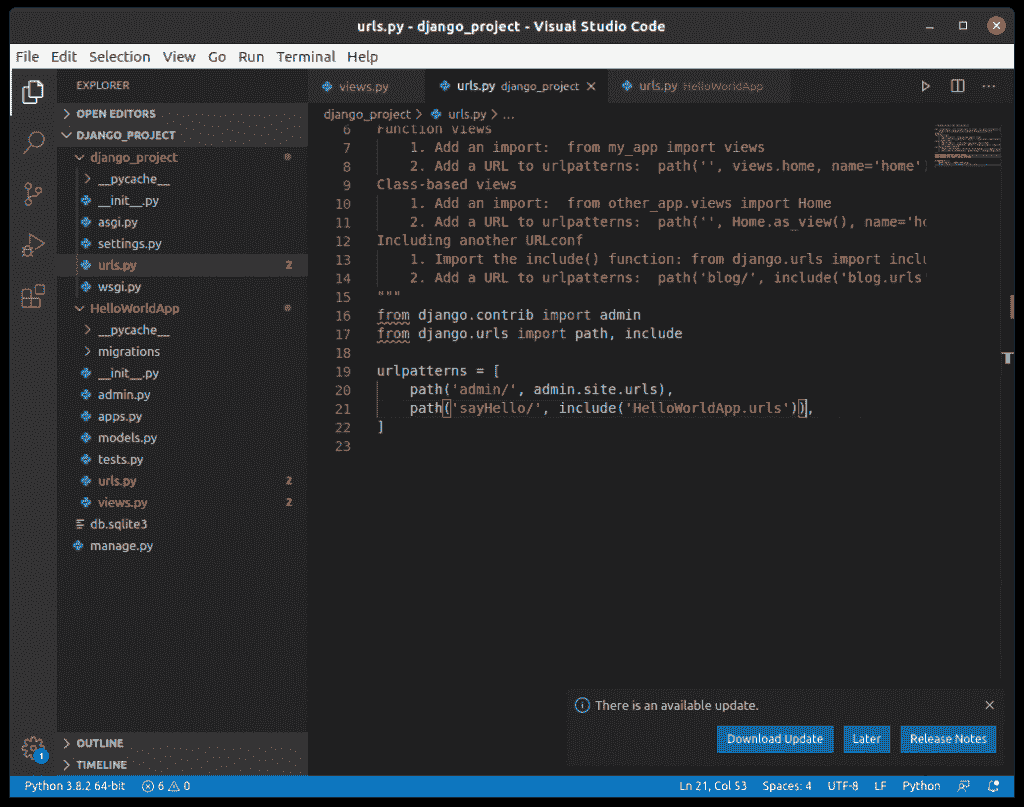 urls.py - django_project - Visual Studio Code
File Edit Selection View Go Run Terminal Help
EXPLORER
OPEN EDITORS
DJANGO_PROJECT
django_project
__pycache__
__init__.py
asgi.py
settings.py
urls.py 2
wsgi.py
HelloWorldApp
__pycache__
migrations
__init__.py
admin.py
apps.py
models.py
tests.py
urls.py 2
views.py 2
db.sqlite3
manage.py
OUTLINE
TIMELINE
1
views.py urls.py django_project urls.py HelloWorldApp
django_project > urls.py > ...
6 Function views
7 1. Add an import:  from my_app import views
8 2. Add a URL to urlpatterns:  path('', views.home, name='home'
9 Class-based views
10 1. Add an import:  from other_app.views import Home
11 2. Add a URL to urlpatterns:  path('', Home.as_view(), name='ho
12 Including another URLconf
13 1. Import the include() function: from django.urls import inclu
14 2. Add a URL to urlpatterns:  path('blog/', include('blog.urls'
15 """
16 from django.contrib import admin
17 from django.urls import path, include
18
19 urlpatterns = [
20 path('admin/', admin.site.urls),
21 path('sayHello/', include('HelloWorldApp.urls')),
22 ]
23
There is an available update.
Download Update Later Release Notes
Python 3.8.2 64-bit 6 0 Ln 21, Col 53 Spaces: 4 UTF-8 LF Python